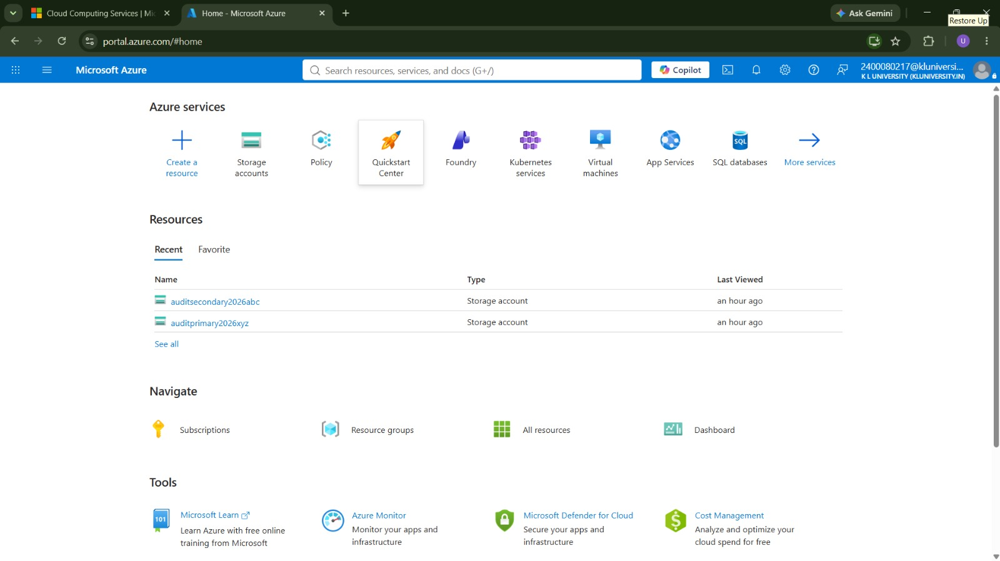 Cloud Computing Services | Mic
Home - Microsoft Azure
Ask Gemini
Restore Up
portal.azure.com/#home
U
Microsoft Azure
Search resources, services, and docs (G+/)
Copilot
2400080217@kluniversi...
K L UNIVERSITY (KLUNIVERSITY.IN)
Azure services
Create a resource
Storage accounts
Policy
Quickstart Center
Foundry
Kubernetes services
Virtual machines
App Services
SQL
SQL databases
More services
Resources
Recent
Favorite
Name
Type
Last Viewed
auditsecondary2026abc
Storage account
an hour ago
auditprimary2026xyz
Storage account
an hour ago
See all
Navigate
Subscriptions
Resource groups
All resources
Dashboard
Tools
101
Microsoft Learn
Learn Azure with free online
training from Microsoft
Azure Monitor
Monitor your apps and
infrastructure
Microsoft Defender for Cloud
Secure your apps and
infrastructure
Cost Management
Analyze and optimize your
cloud spend for free